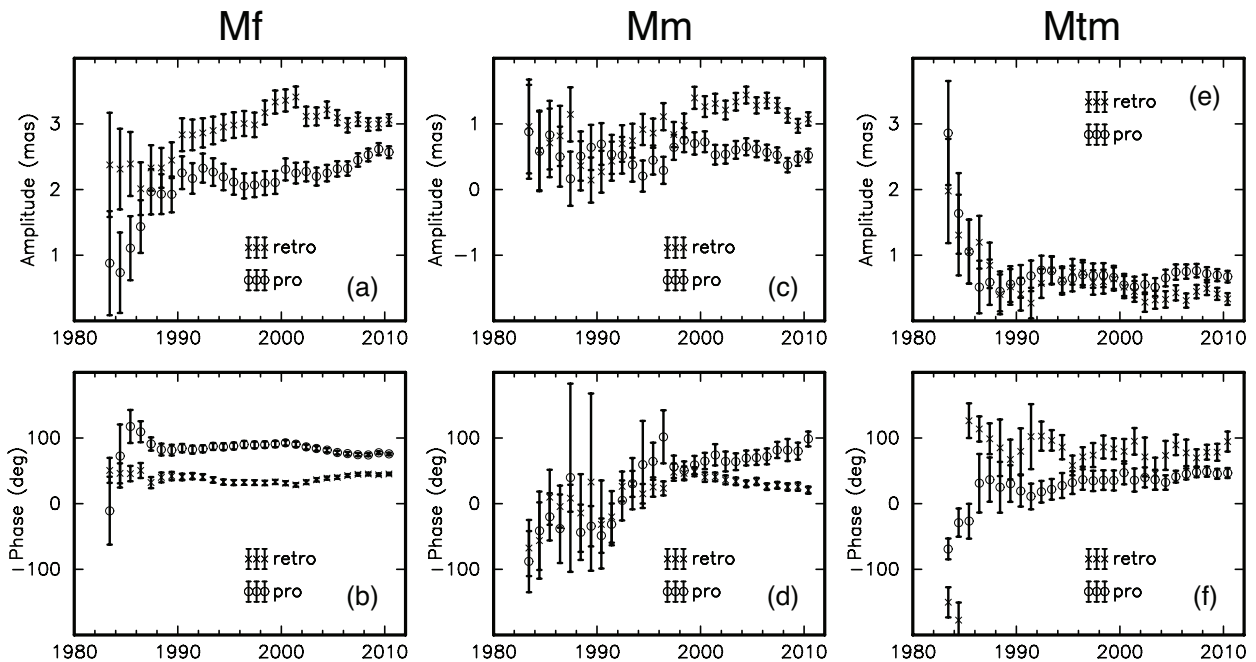 Mf
Mm
Mtm
Amplitude (mas)
3
2
1
retro
pro
(a)
1980 1990 2000 2010
Amplitude (mas)
1
0
−1
retro
pro
(c)
1980 1990 2000 2010
Amplitude (mas)
3
2
1
retro
pro
(e)
1980 1990 2000 2010
Phase (deg)
100
0
−100
retro
pro
(b)
1980 1990 2000 2010
Phase (deg)
100
0
−100
retro
pro
(d)
1980 1990 2000 2010
Phase (deg)
100
0
−100
retro
pro
(f)
1980 1990 2000 2010